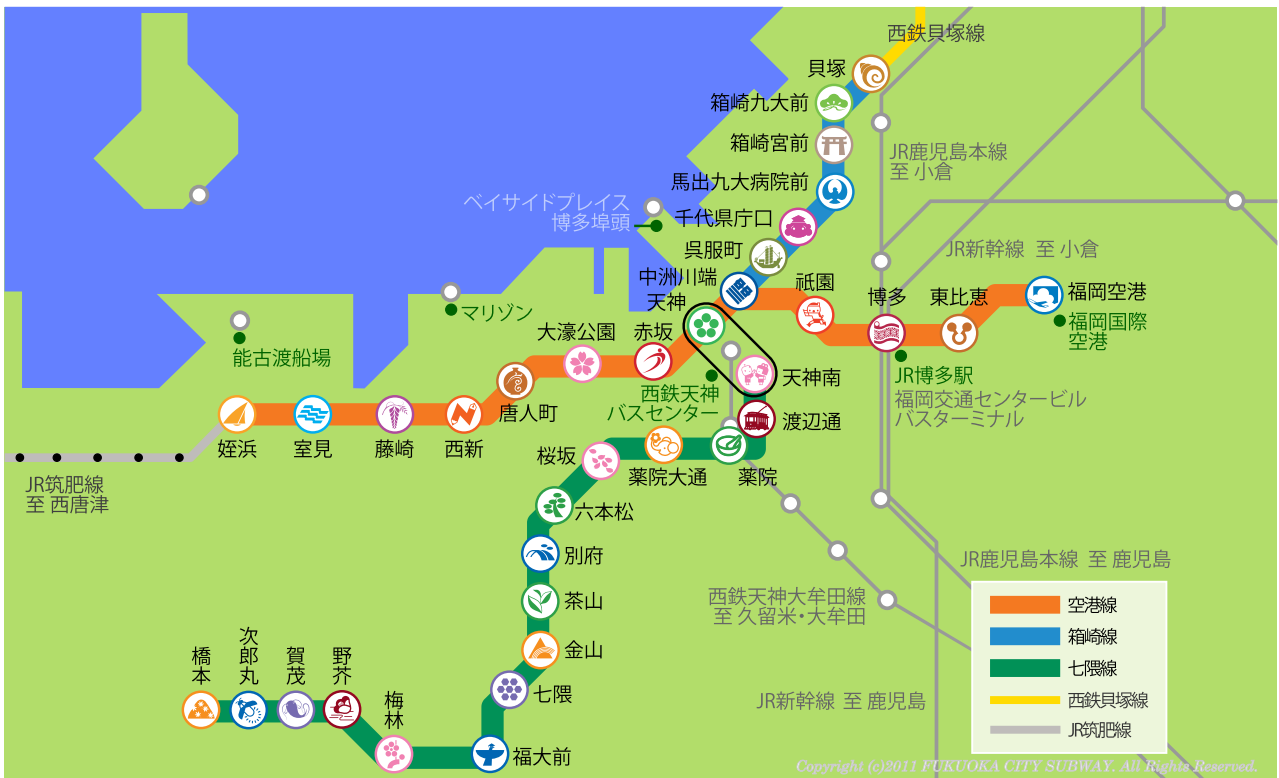 西鉄貝塚線
貝塚
箱崎九大前
箱崎宮前
JR鹿児島本線
至 小倉
馬出九大病院前
ベイサイドプレイス
博多埠頭
千代県庁口
呉服町
JR新幹線 至 小倉
中洲川端
天神
祇園
博多
東比恵
福岡空港
福岡国際
空港
マリゾン
能古渡船場
大濠公園
赤坂
JR博多駅
福岡交通センタービル
バスターミナル
天神南
西鉄天神
バスセンター
唐人町
渡辺通
姪浜
室見
藤崎
西新
桜坂
薬院大通
薬院
JR筑肥線
至 西唐津
六本松
別府
JR鹿児島本線 至 鹿児島
茶山
西鉄天神大牟田線
至 久留米・大牟田
空港線
箱崎線
七隈線
西鉄貝塚線
JR筑肥線
金山
橋本
次郎丸
賀茂
野芥
七隈
梅林
JR新幹線 至 鹿児島
福大前
Copyright (c)2011 FUKUOKA CITY SUBWAY. All Rights Reserved.